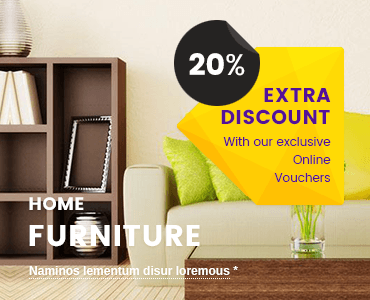 20%
EXTRA
DISCOUNT
With our exclusive
Online
Vouchers
HOME
FURNITURE
Naminos lementum disur loremous *